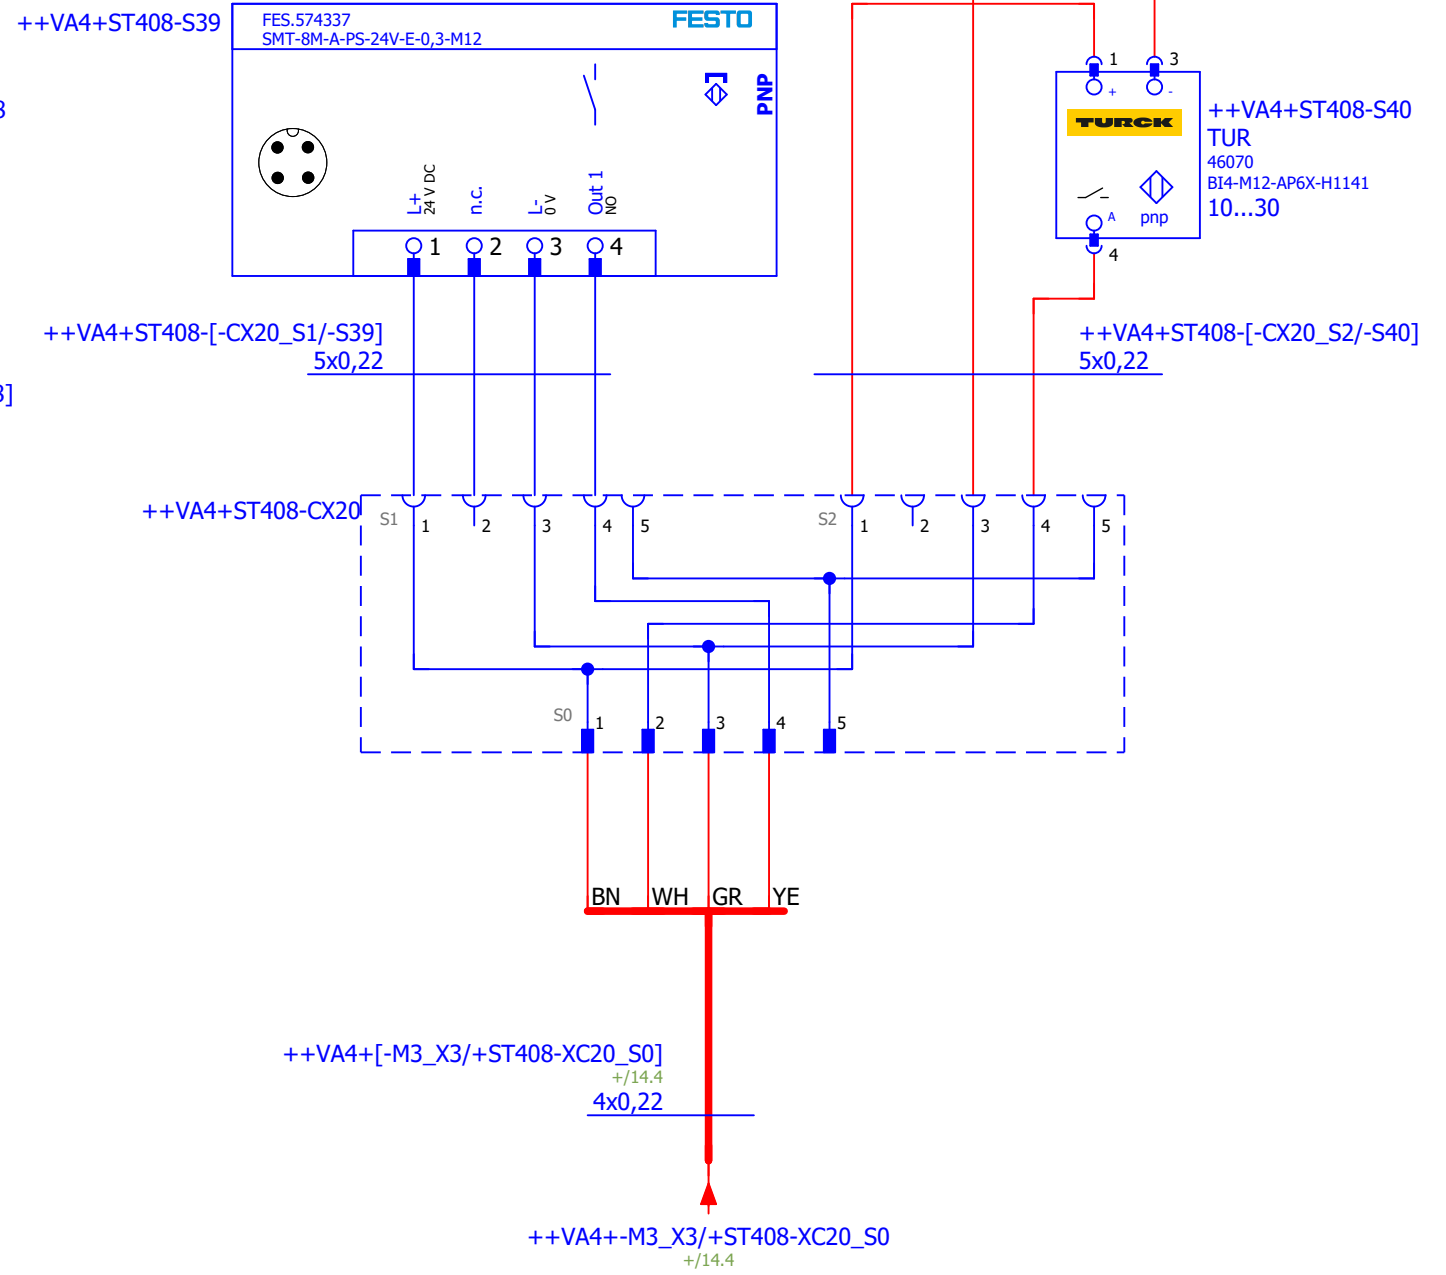 ++VA4+ST408-S39
FES.574337
SMT-8M-A-PS-24V-E-0,3-M12
FESTO
PNP
L+
24 V DC
n.c.
L-
0 V
Out 1
NO
1 2 3 4
1 3
+ -
TURCK
A
pnp
4
++VA4+ST408-S40
TUR
46070
BI4-M12-AP6X-H1141
10...30
3
++VA4+ST408-[-CX20_S1/-S39]
5x0,22
++VA4+ST408-[-CX20_S2/-S40]
5x0,22
3]
++VA4+ST408-CX20
S1 1 2 3 4 5 S2 1 2 3 4 5
S0 1 2 3 4 5
BN WH GR YE
++VA4+[-M3_X3/+ST408-XC20_S0]
+/14.4
4x0,22
++VA4+-M3_X3/+ST408-XC20_S0
+/14.4